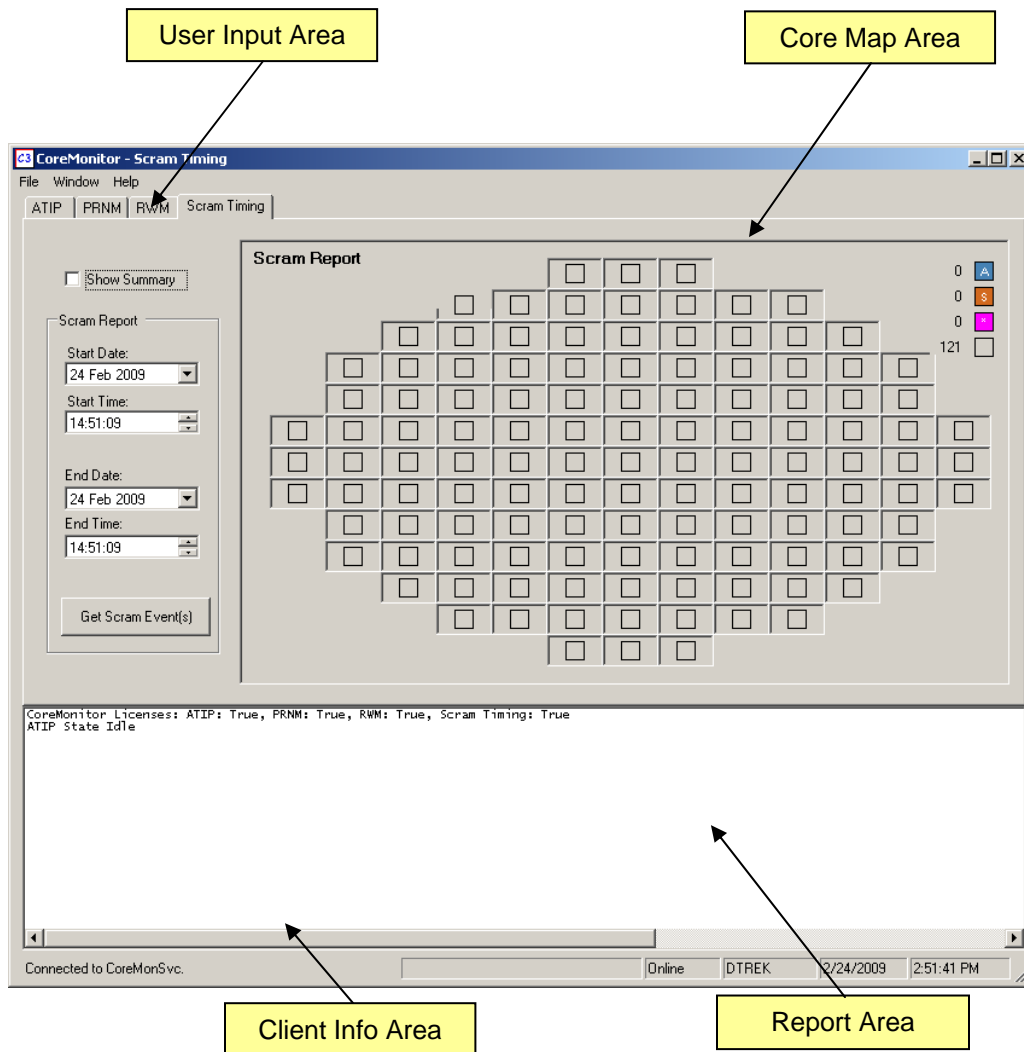 User Input Area
Core Map Area
C3 CoreMonitor - Scram Timing
File Window Help
ATIP PRNM RWM Scram Timing
Show Summary
Scram Report
Start Date:
24 Feb 2009
Start Time:
14:51:09
End Date:
24 Feb 2009
End Time:
14:51:09
Get Scram Event(s)
Scram Report
0 A
0 S
0 *
121
CoreMonitor Licenses: ATIP: True, PRNM: True, RWM: True, Scram Timing: True
ATIP State Idle
Connected to CoreMonSvc. Online DTREK 2/24/2009 2:51:41 PM
Client Info Area
Report Area